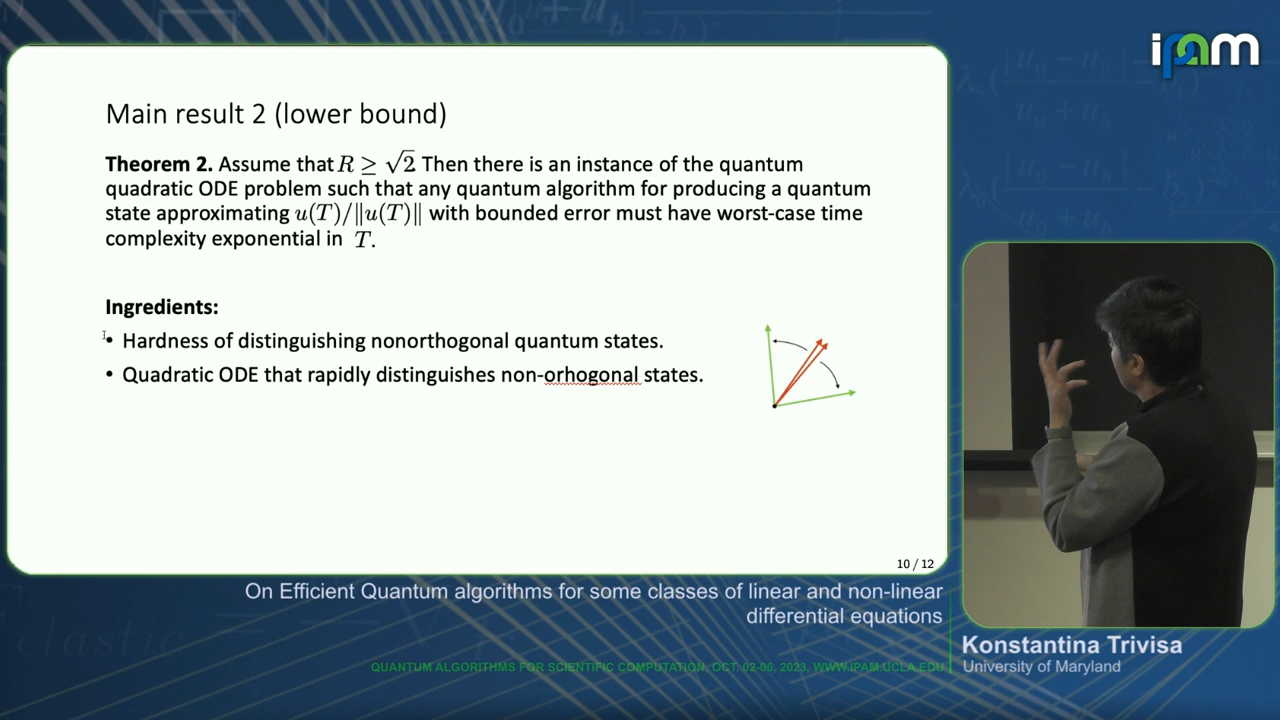 ipam
Main result 2 (lower bound)
Theorem 2. Assume that R ≥ √2 Then there is an instance of the quantum
quadratic ODE problem such that any quantum algorithm for producing a quantum
state approximating u(T)/‖u(T)‖ with bounded error must have worst-case time
complexity exponential in T.
Ingredients:
• Hardness of distinguishing nonorthogonal quantum states.
• Quadratic ODE that rapidly distinguishes non-orhogonal states.
10 / 12
On Efficient Quantum algorithms for some classes of linear and non-linear
differential equations
Konstantina Trivisa
University of Maryland
QUANTUM ALGORITHMS FOR SCIENTIFIC COMPUTATION, OCT. 02-06, 2023, WWW.IPAM.UCLA.EDU